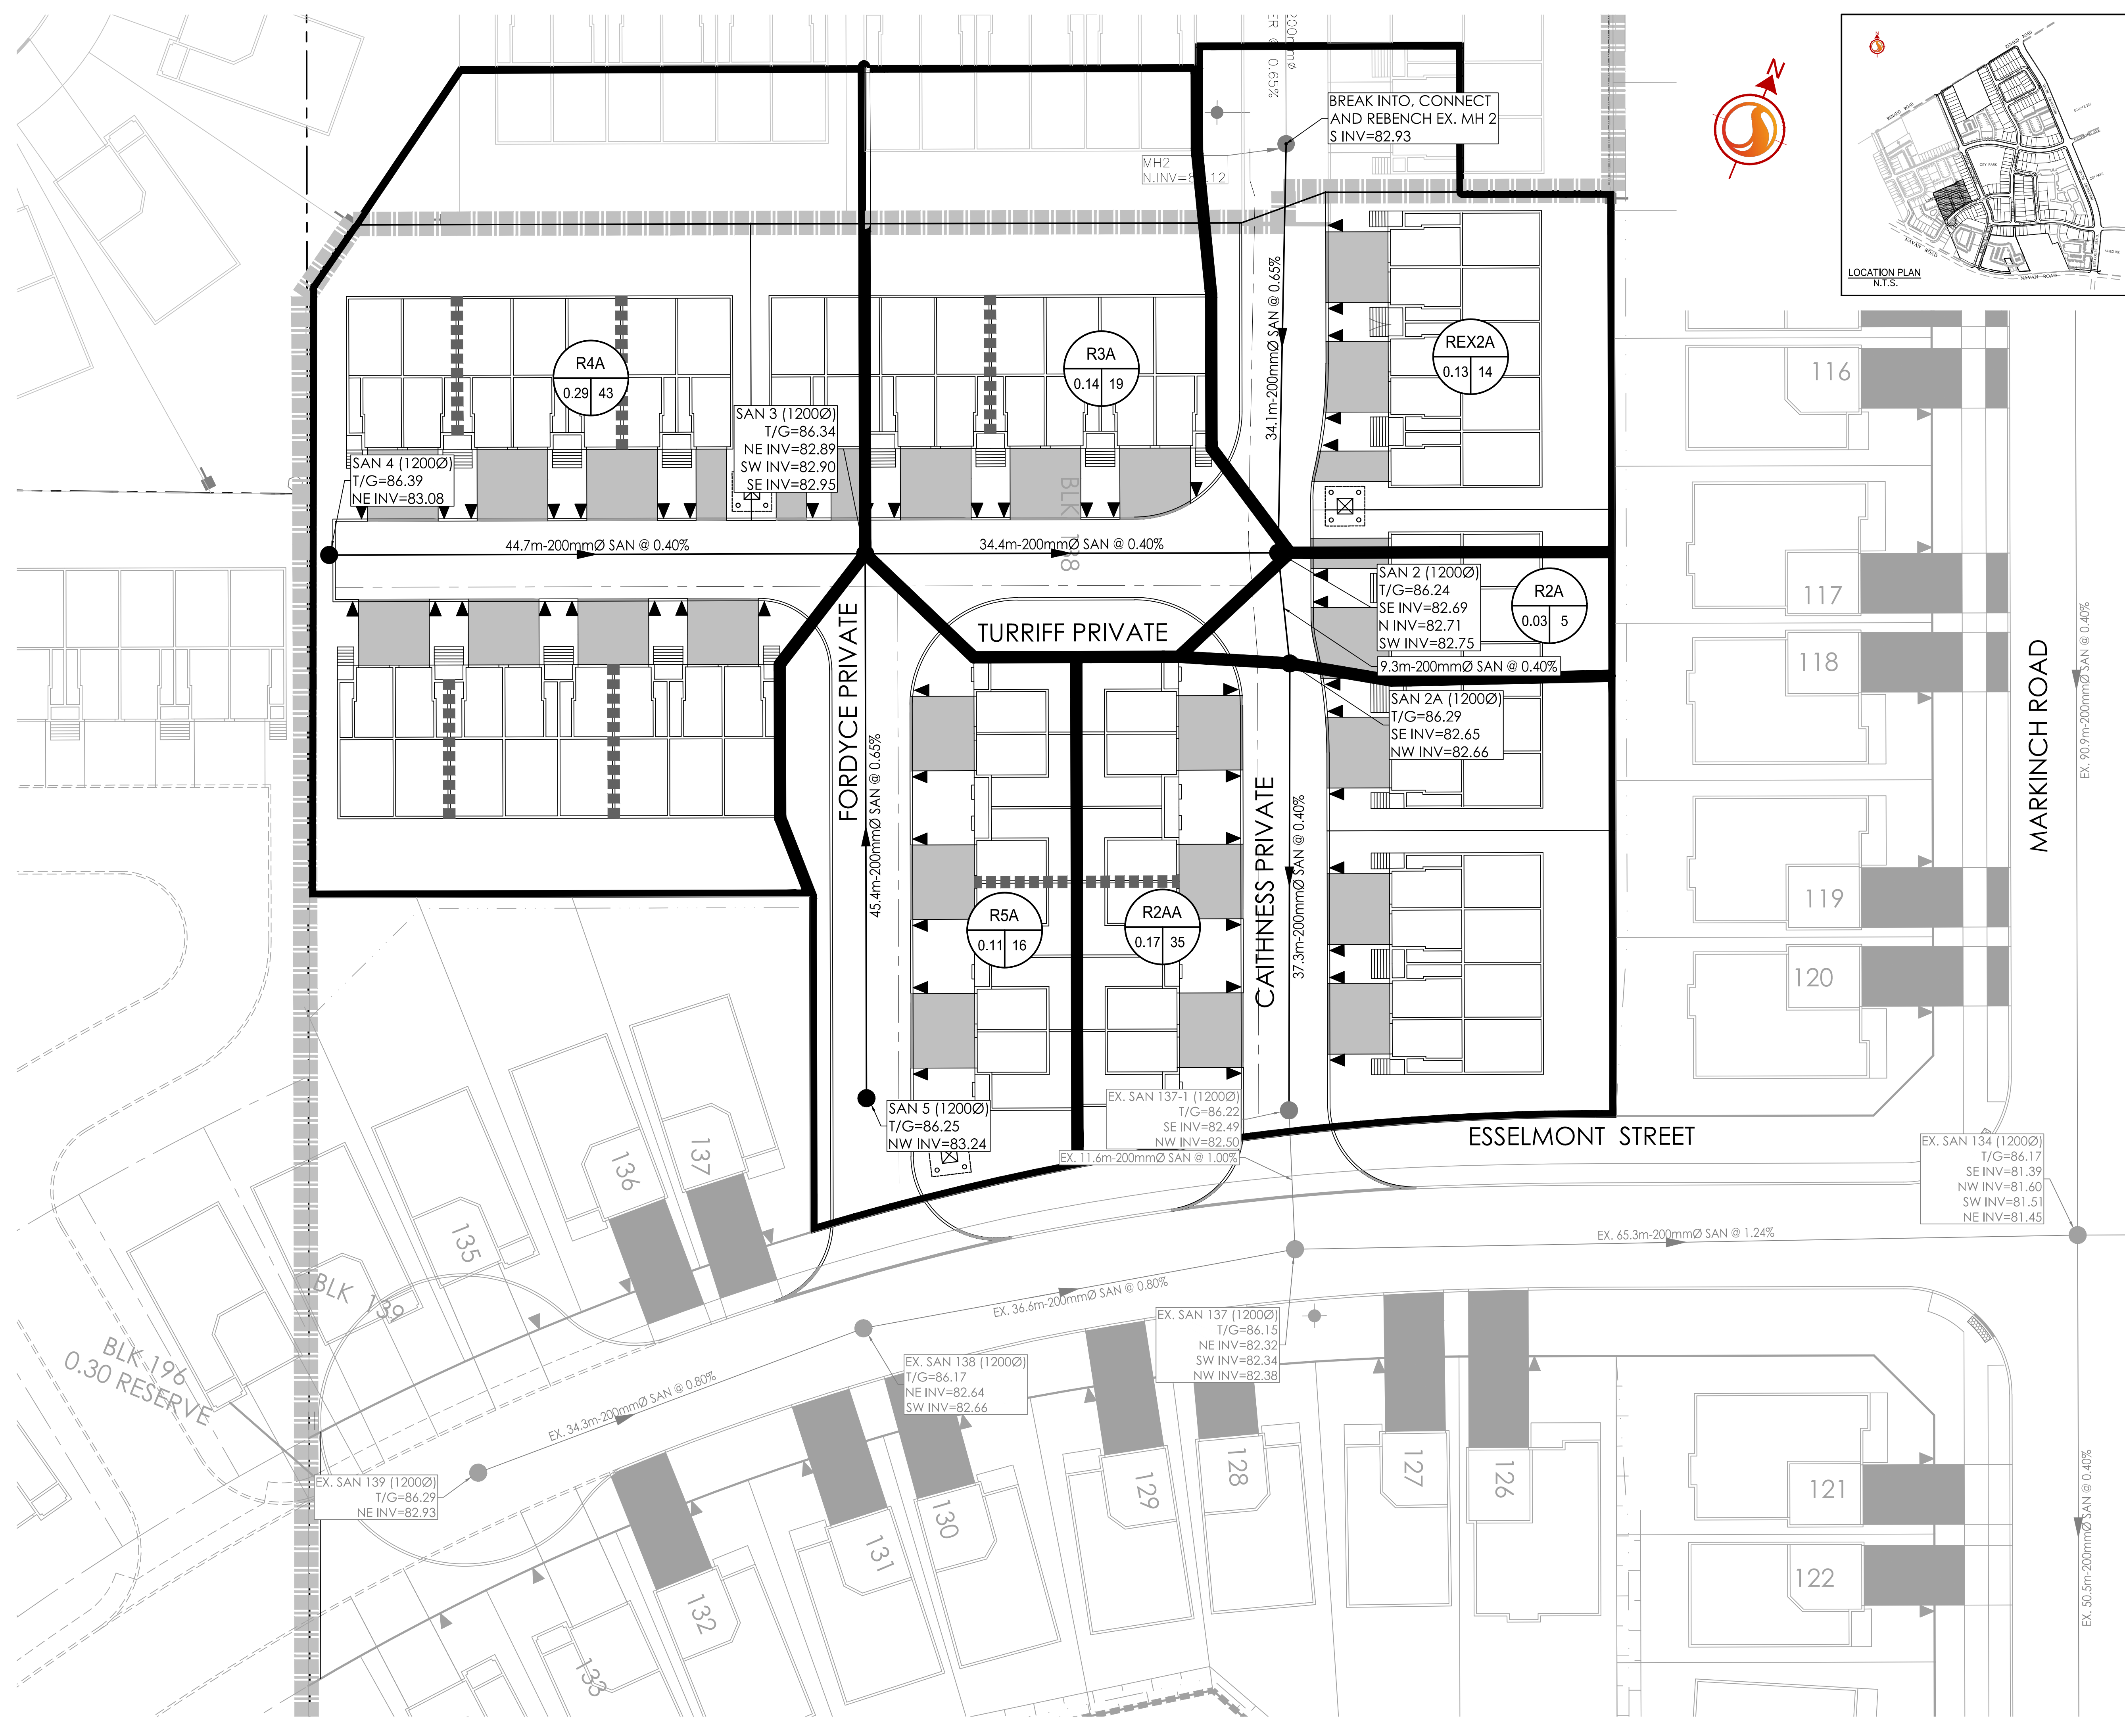 200mmØ
ER @ 0.65%
BREAK INTO, CONNECT
AND REBENCH EX. MH 2
S INV=82.93
MH2
N
N
LOCATION PLAN
N.T.S.
RENAUD ROAD
RENAUD ROAD
CITY PARK
NAVAN ROAD
NAVAN ROAD
34.1m-200mmØ SAN @ 0.65%
R4A
0.29 43
R3A
0.14 19
REX2A
0.13 14
SAN 3 (1200Ø)
T/G=86.34
NE INV=82.89
SW INV=82.90
SE INV=82.95
SAN 4 (1200Ø)
T/G=86.39
NE INV=83.08
44.7m-200mmØ SAN @ 0.40%
34.4m-200mmØ SAN @ 0.40%
SAN 2 (1200Ø)
T/G=86.24
SE INV=82.69
N INV=82.71
SW INV=82.75
R2A
0.03 5
9.3m-200mmØ SAN @ 0.40%
SAN 2A (1200Ø)
T/G=86.29
SE INV=82.65
NW INV=82.66
TURRIFF PRIVATE
FORDYCE PRIVATE
45.4m-200mmØ SAN @ 0.65%
CAITHNESS PRIVATE
37.3m-200mmØ SAN @ 0.40%
R5A
0.11 16
R2AA
0.17 35
SAN 5 (1200Ø)
T/G=86.25
NW INV=83.24
EX. SAN 137-1 (1200Ø)
T/G=86.22
SE INV=82.49
NW INV=82.50
EX. 11.6m-200mmØ SAN @ 1.00%
ESSELMONT STREET
MARKINCH ROAD
EX. 90.9m-200mmØ SAN @ 0.40%
116
117
118
119
120
EX. SAN 134 (1200Ø)
T/G=86.17
SE INV=81.39
NW INV=81.60
SW INV=81.51
NE INV=81.45
EX. 65.3m-200mmØ SAN @ 1.24%
EX. 36.6m-200mmØ SAN @ 0.80%
EX. 34.3m-200mmØ SAN @ 0.80%
EX. SAN 137 (1200Ø)
T/G=86.15
NE INV=82.32
SW INV=82.34
NW INV=82.38
EX. SAN 138 (1200Ø)
T/G=86.17
NE INV=82.64
SW INV=82.66
EX. SAN 139 (1200Ø)
T/G=86.29
NE INV=82.93
137
136
135
BLK 139
BLK 196
0.30 RESERVE
133
132
131
130
129
128
127
126
121
122
EX. 50.5m-200mmØ SAN @ 0.40%